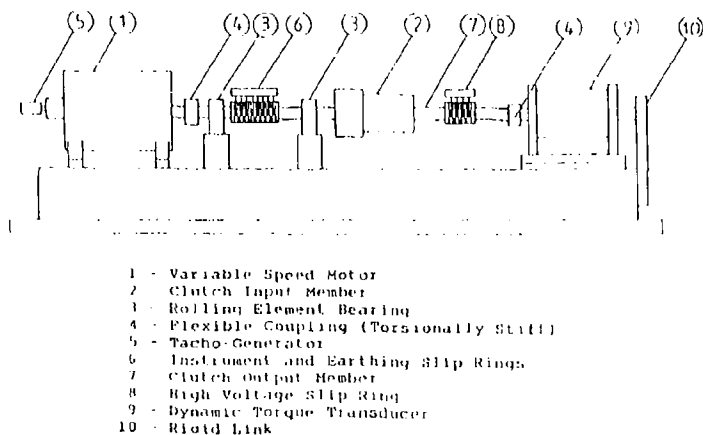 (5) (1) (4) (3) (6) (3) (2) (7) (8) (4) (9) (10)
1 - Variable Speed Motor
2 Clutch Input Member
3 - Rolling Element Bearing
4 - Flexible Coupling (Torsionally Stiff)
5 - Tacho-Generator
6 Instrument and Earthing Slip Rings
7 Clutch Output Member
8 High Voltage Slip Ring
9 - Dynamic Torque Transducer
10 - Rigid Link